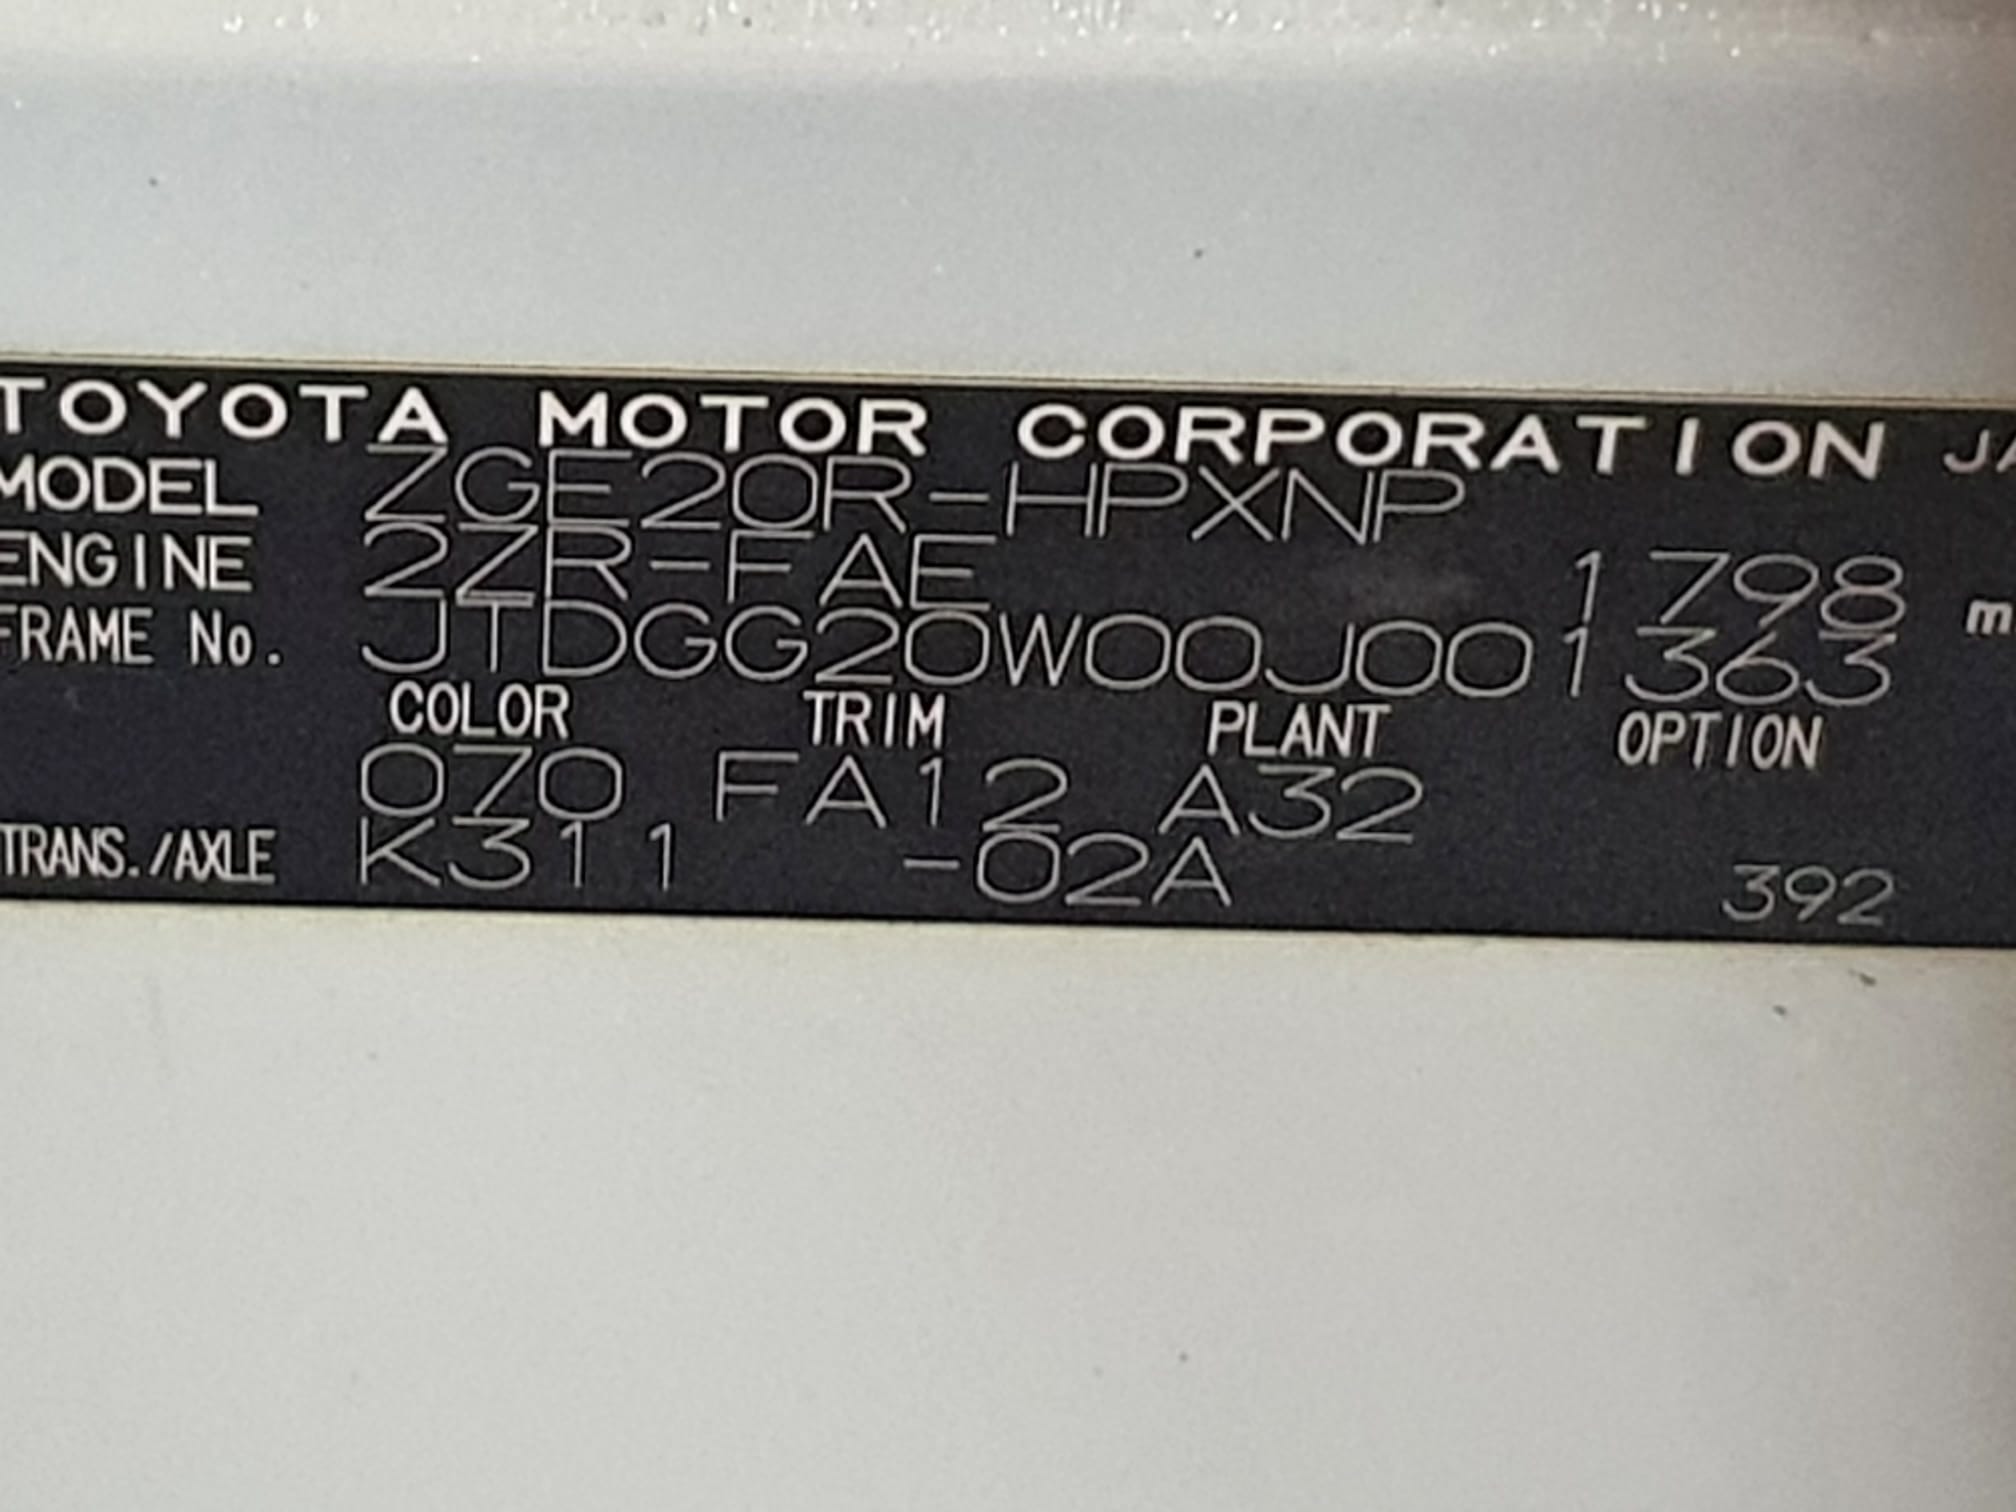 TOYOTA MOTOR CORPORATION JA
MODEL ZGE20R-HPXNP
ENGINE 2ZR-FAE 1798 m
FRAME No. JTDGG20W00J001363
COLOR TRIM PLANT OPTION
070 FA12 A32
TRANS./AXLE K311 -02A 392